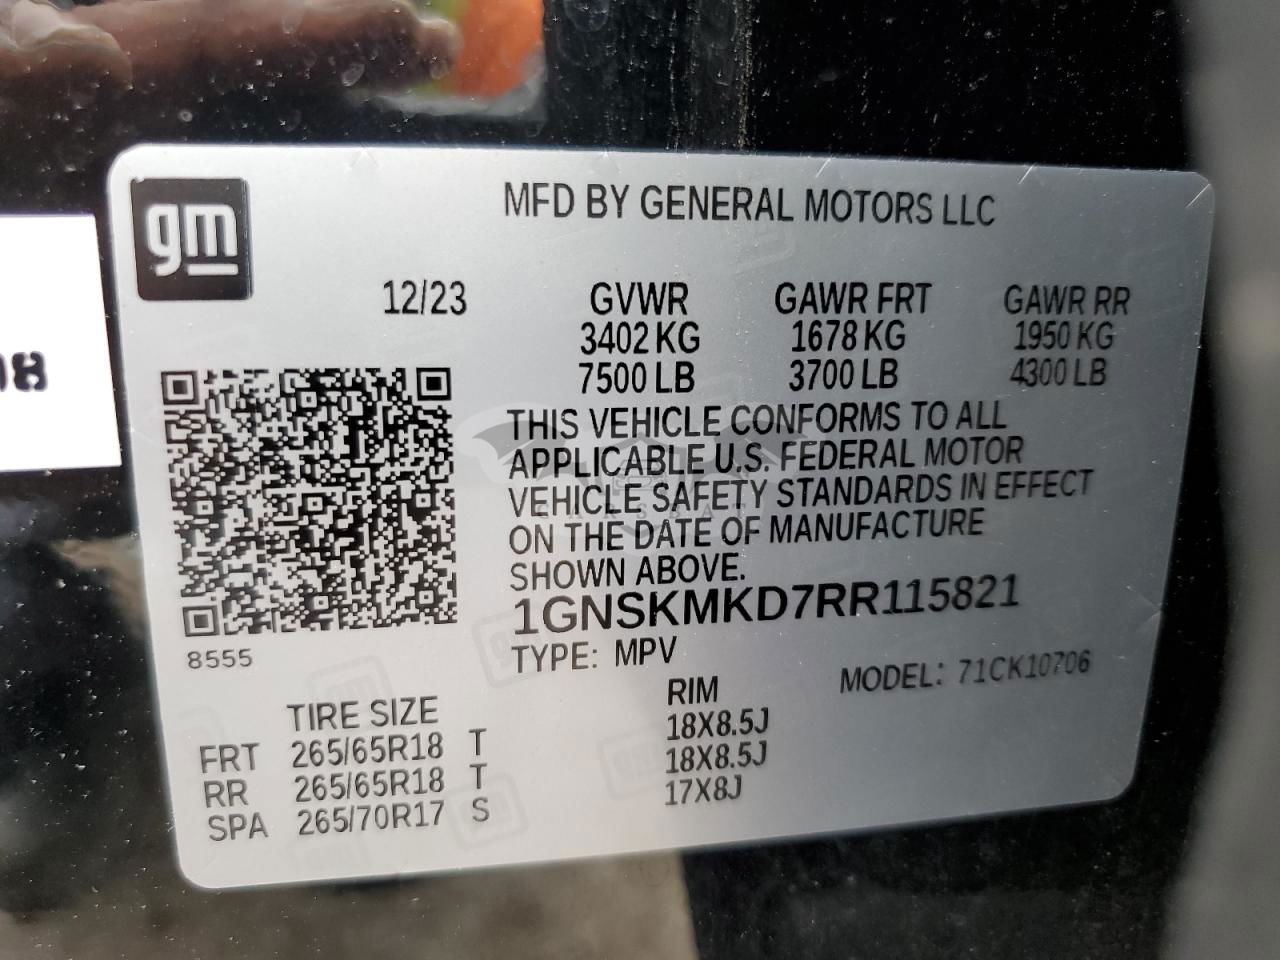 gm
MFD BY GENERAL MOTORS LLC
12/23 GVWR GAWR FRT GAWR RR
3402 KG 1678 KG 1950 KG
7500 LB 3700 LB 4300 LB
THIS VEHICLE CONFORMS TO ALL
APPLICABLE U.S. FEDERAL MOTOR
VEHICLE SAFETY STANDARDS IN EFFECT
ON THE DATE OF MANUFACTURE
SHOWN ABOVE.
1GNSKMKD7RR115821
8555
TYPE: MPV MODEL: 71CK10706
TIRE SIZE RIM
FRT 265/65R18 T 18X8.5J
RR 265/65R18 T 18X8.5J
SPA 265/70R17 S 17X8J